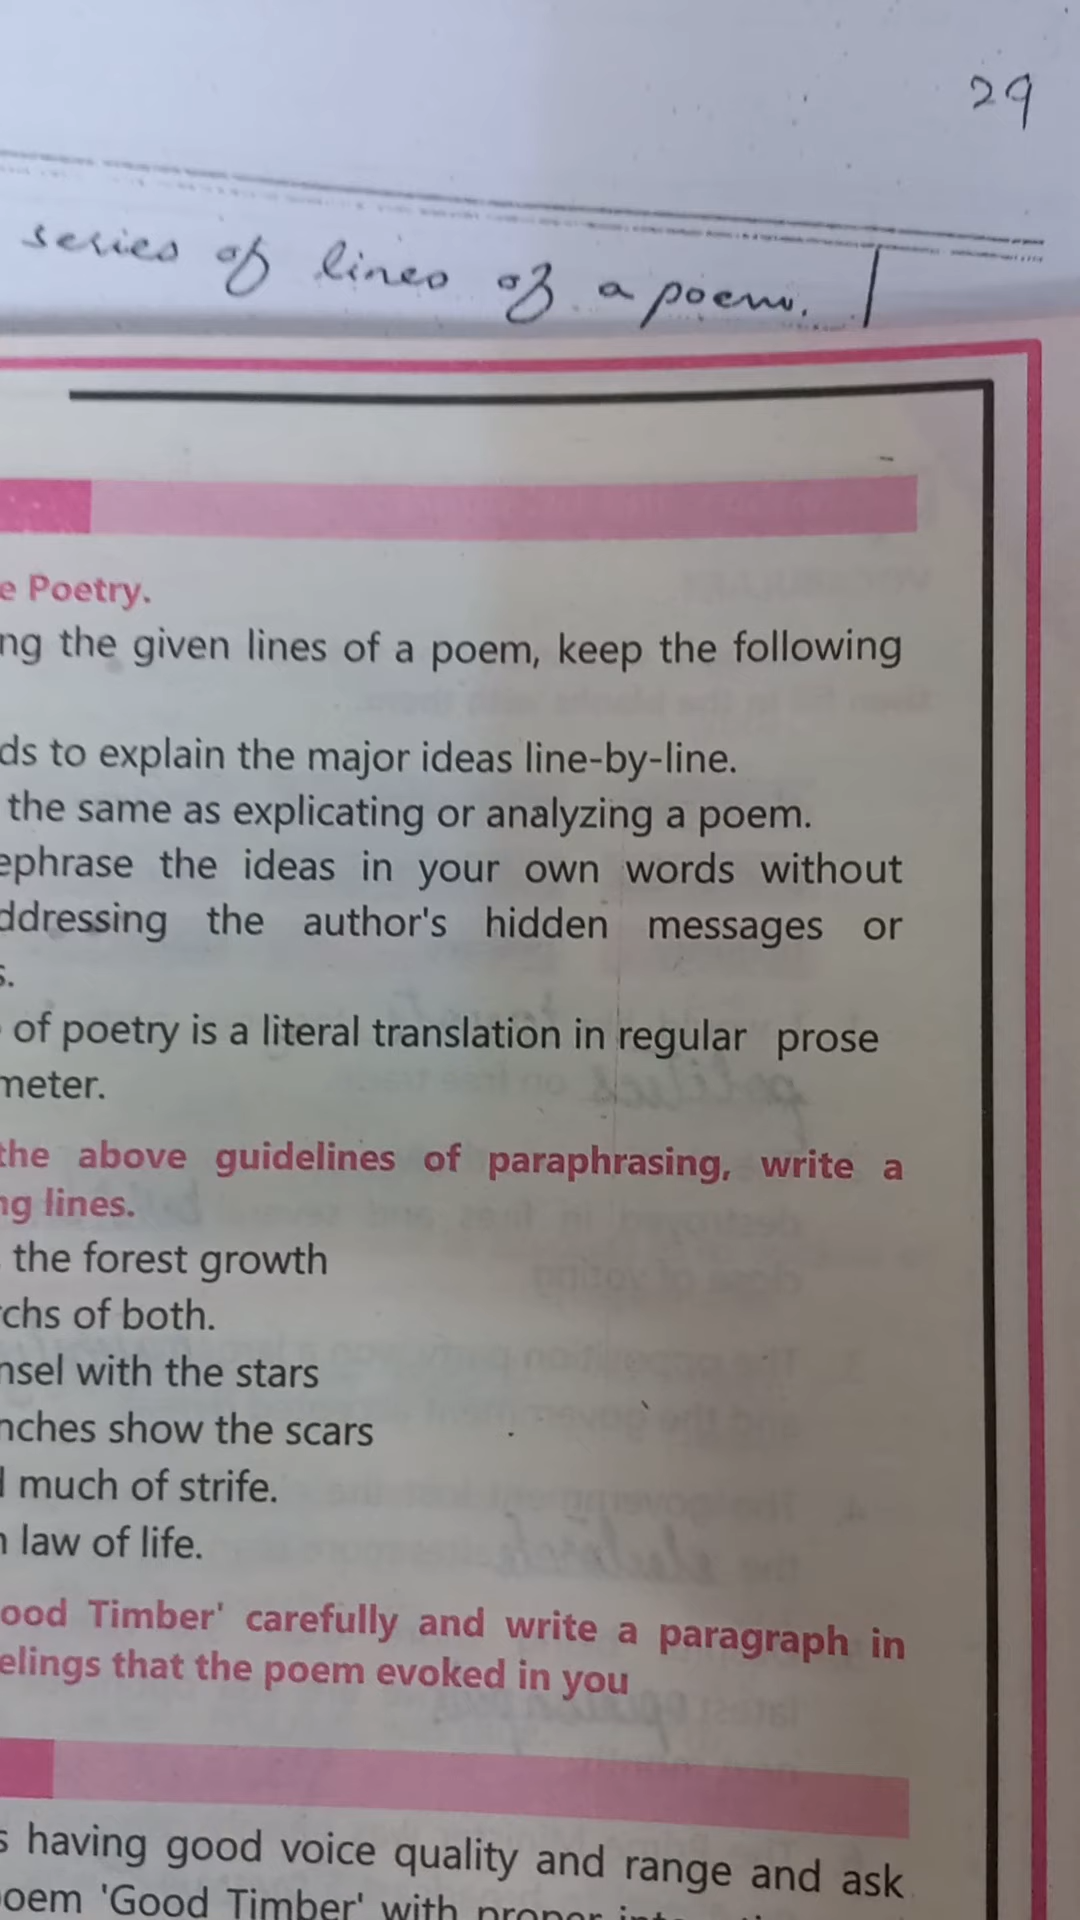 29
series of lines of a poem.
e Poetry.
ng the given lines of a poem, keep the following
ds to explain the major ideas line-by-line.
the same as explicating or analyzing a poem.
ephrase the ideas in your own words without
ddressing the author's hidden messages or
s.
of poetry is a literal translation in regular prose
meter.
the above guidelines of paraphrasing, write a
ng lines.
the forest growth
rchs of both.
nsel with the stars
nches show the scars
d much of strife.
n law of life.
ood Timber' carefully and write a paragraph in
elings that the poem evoked in you
s having good voice quality and range and ask
poem 'Good Timber' with proper